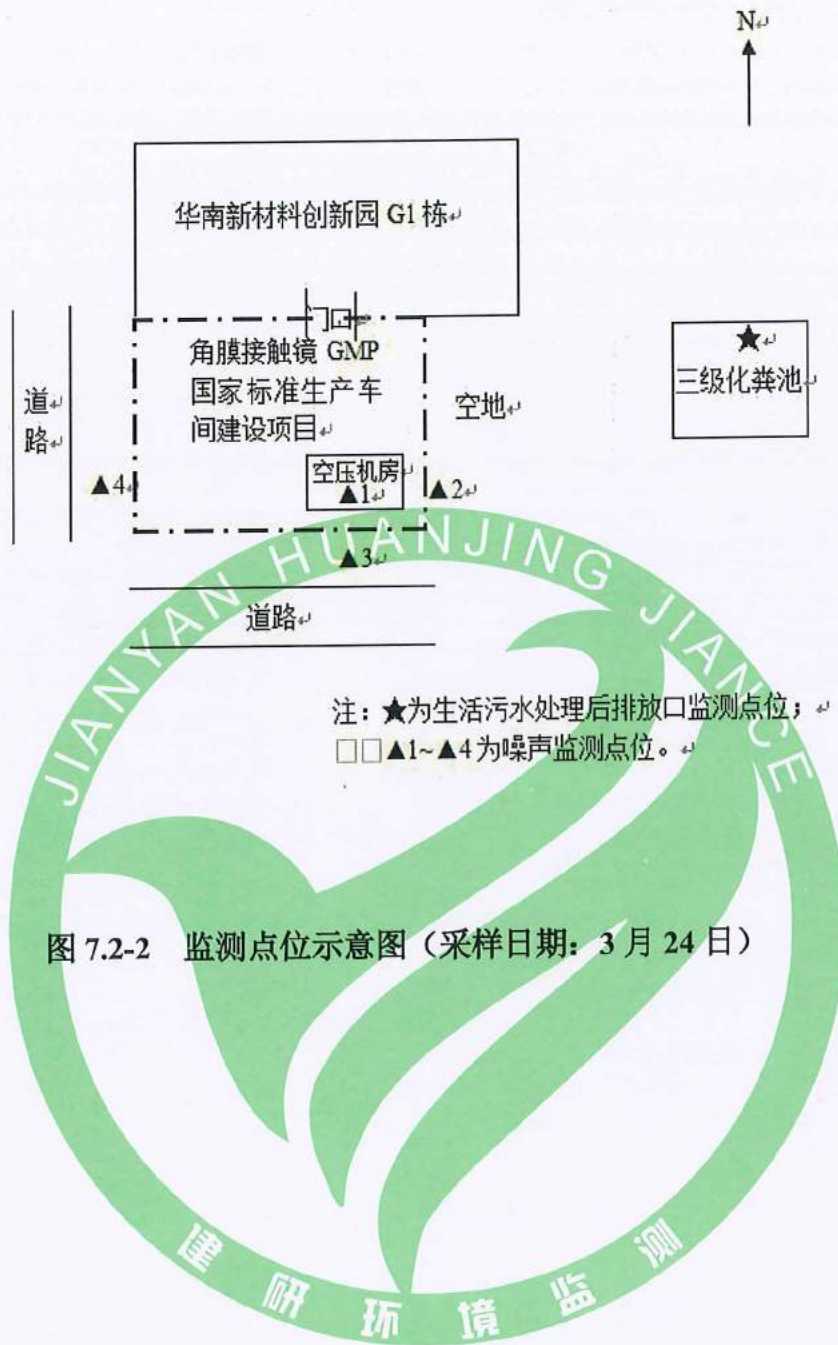 N↵
华南新材料创新园 G1 栋↵
门口
角膜接触镜 GMP
国家标准生产车
间建设项目↵
道↵
路↵
空地↵
★↵
三级化粪池
空压机房↵
▲1↵
▲2↵
▲4
▲3↵
道路↵
注：★为生活污水处理后排放口监测点位；↵
□□▲1~▲4 为噪声监测点位。↵
图 7.2-2 监测点位示意图（采样日期：3 月 24 日）
JIANYAN HUANJING JIANCE
建研环境监测